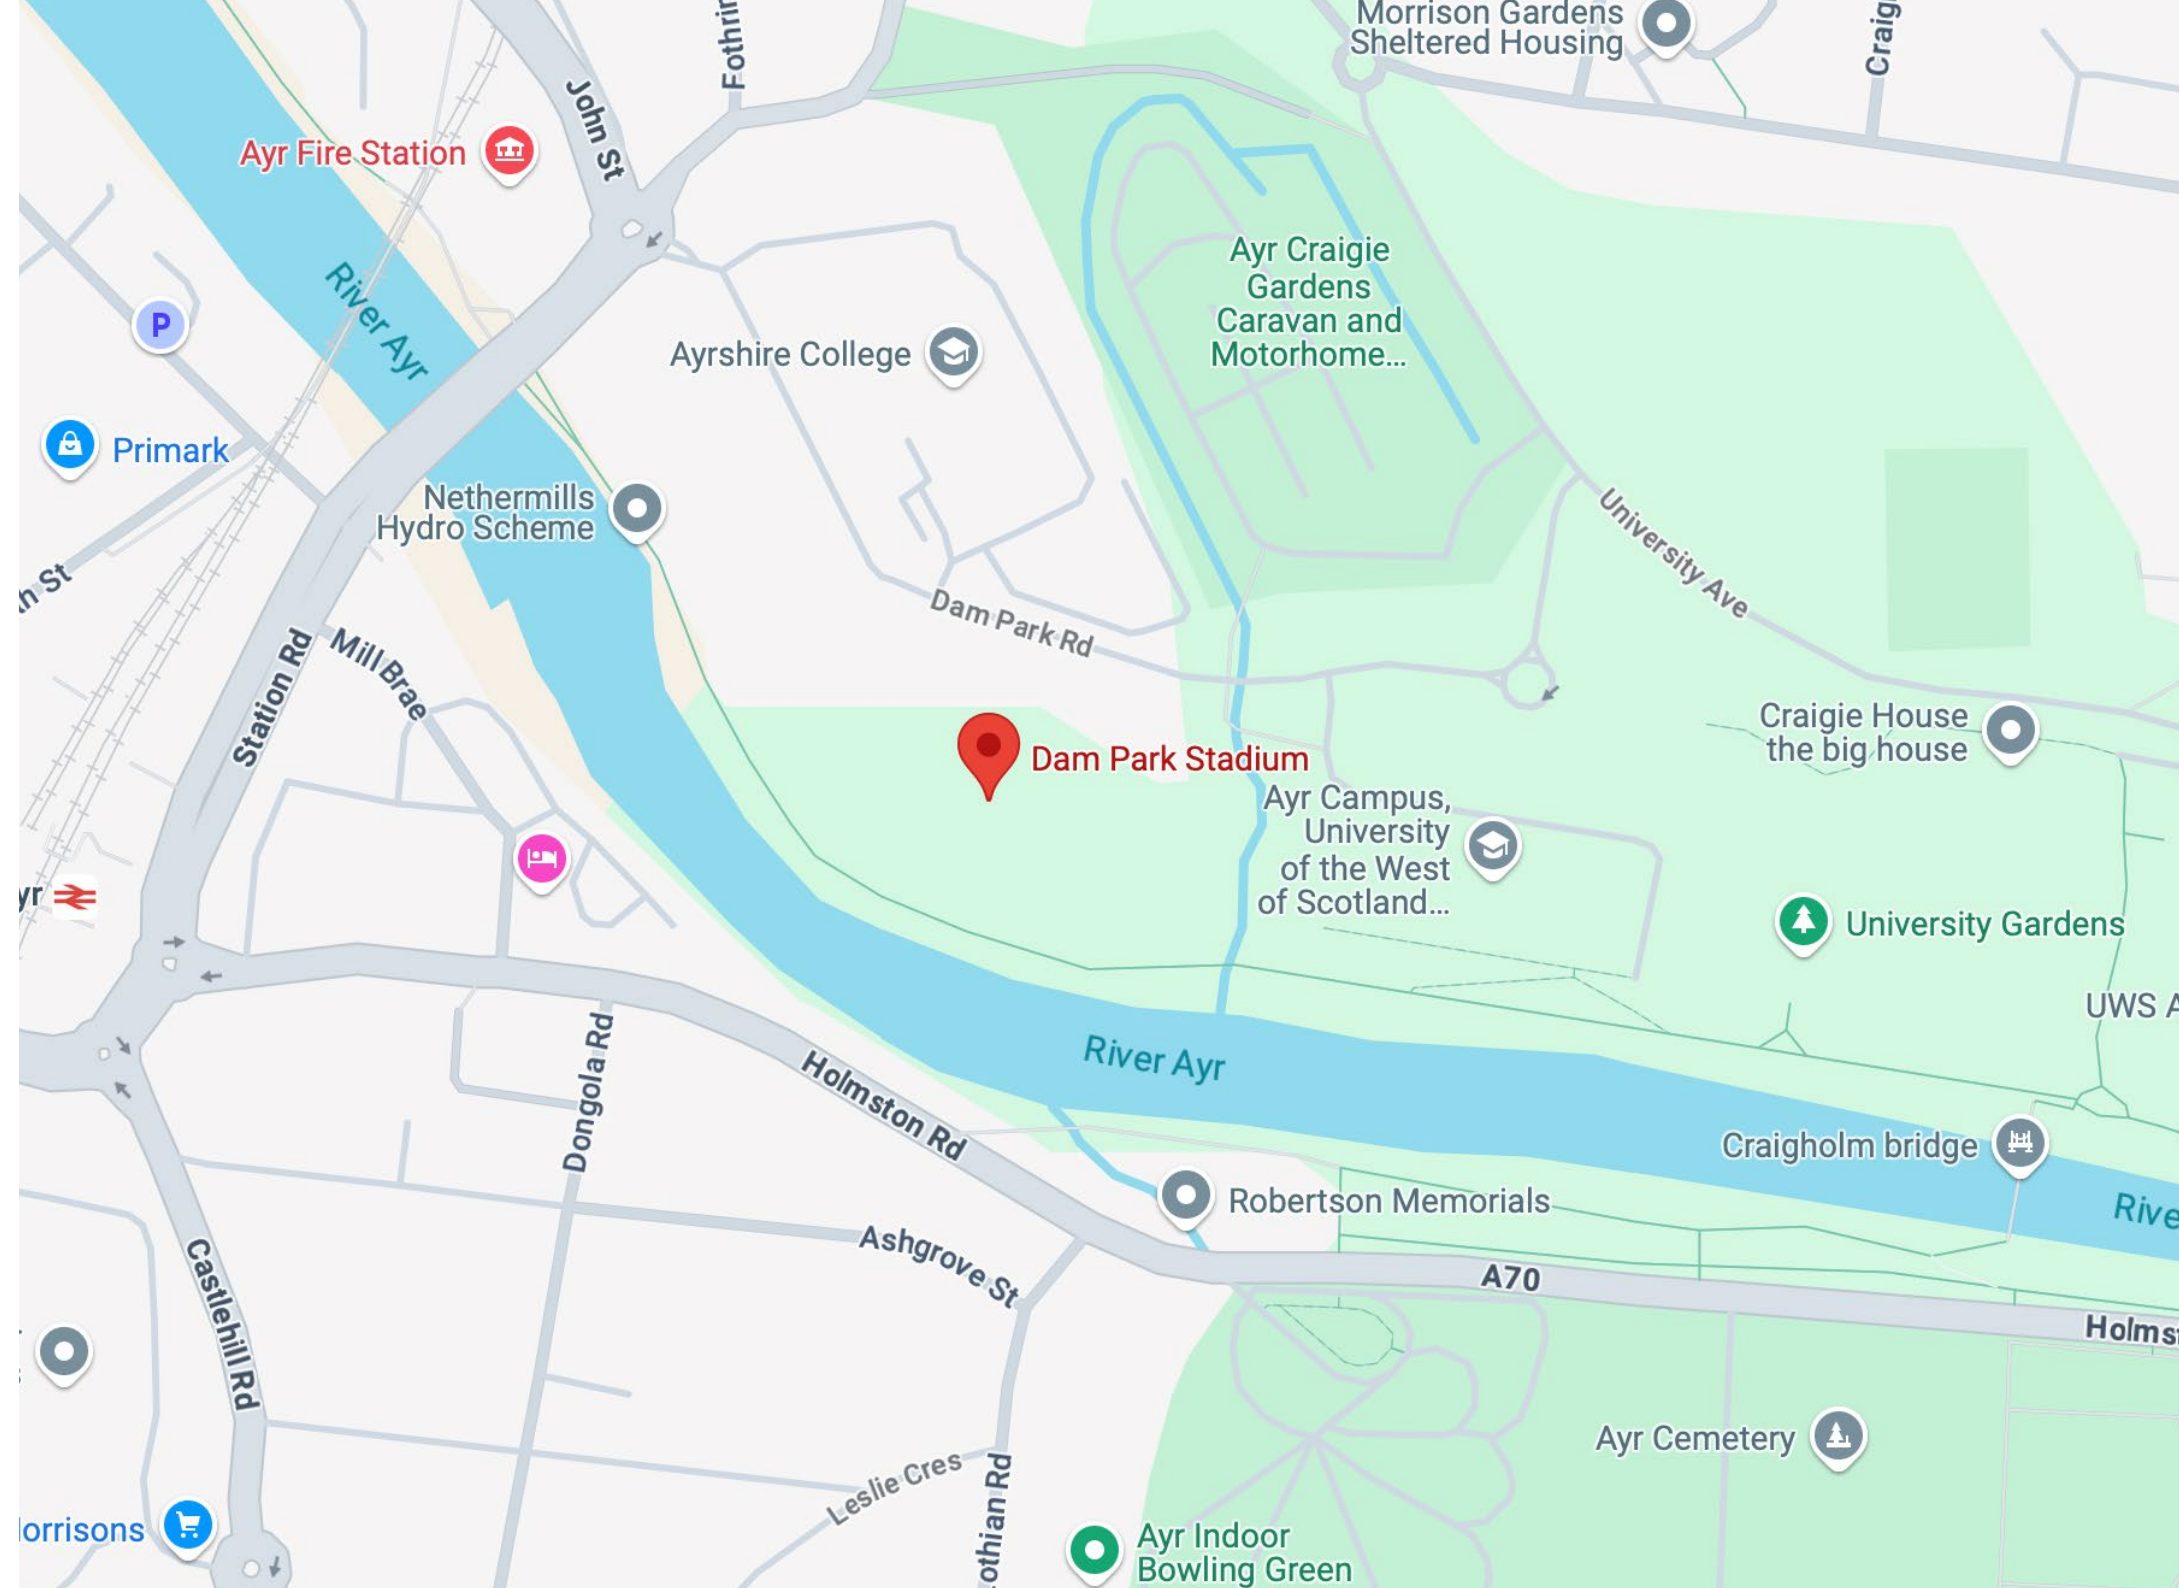 Morrison Gardens
Sheltered Housing
John St
Ayr Fire Station
River Ayr
P
Ayr Craigie
Gardens
Caravan and
Motorhome...
Ayrshire College
Primark
Nethermills
Hydro Scheme
University Ave
Dam Park Rd
Mill Brae
Station Rd
Craigie House
the big house
Dam Park Stadium
Ayr Campus,
University
of the West
of Scotland...
University Gardens
UWS A
River Ayr
Dongola Rd
Holmston Rd
Craigholm bridge
Robertson Memorials
Ashgrove St
Castlehill Rd
A70
Ayr Cemetery
Leslie Cres
Ayr Indoor
Bowling Green